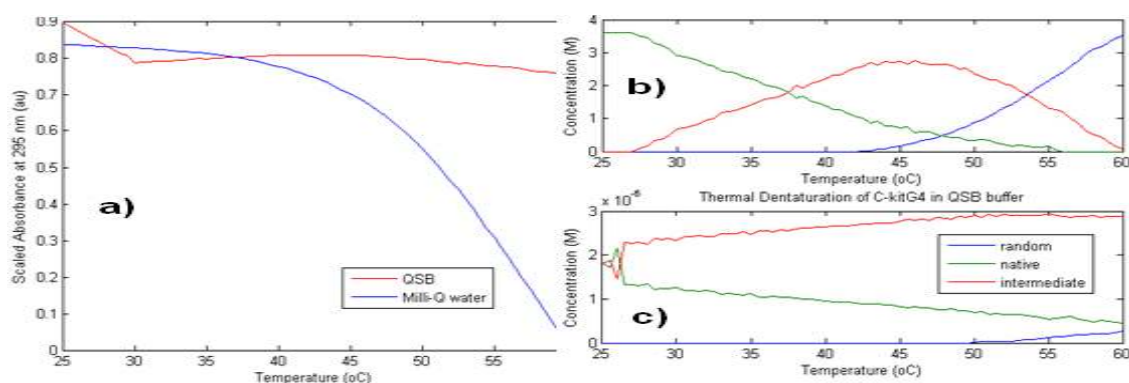 0.9
0.8
0.7
0.6
0.5
0.4
0.3
0.2
0.1
0
Scaled Absorbance at 295 nm (au)
a)
QSB
Milli-Q water
25 30 35 40 45 50 55
Temperature (oC)
4
3
2
1
0
Concentration (M)
b)
25 30 35 40 45 50 55 60
Temperature (oC)
x 10-6
Thermal Dentaturation of C-kitG4 in QSB buffer
3
2
1
0
Concentration (M)
random
native
intermediate
c)
25 30 35 40 45 50 55 60
Temperature (oC)